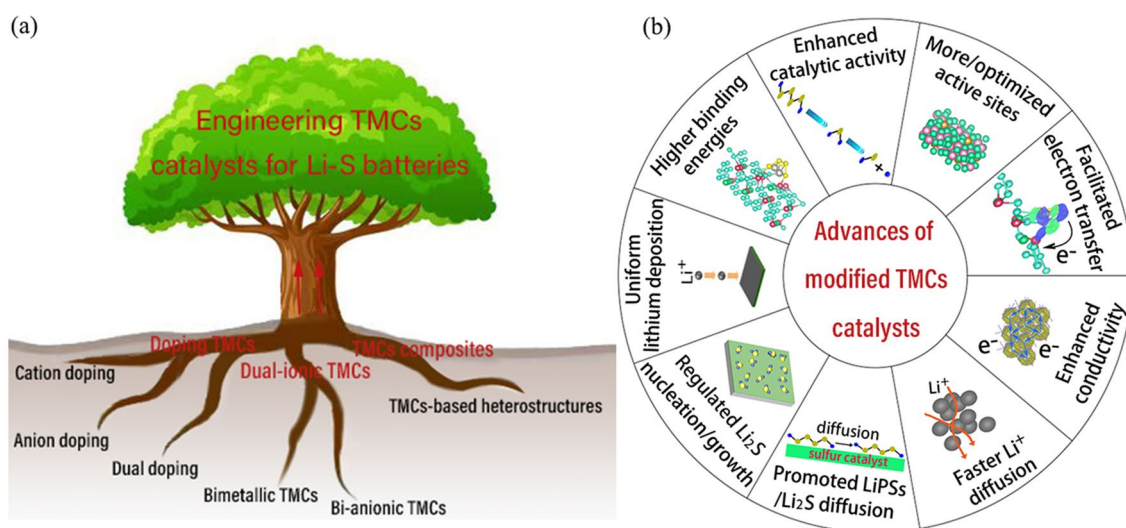 (a)
Engineering TMCs
catalysts for Li-S batteries
Doping TMCs
TMCs composites
Dual-ionic TMCs
Cation doping
TMCs-based heterostructures
Anion doping
Dual doping
Bimetallic TMCs
Bi-anionic TMCs
(b)
Enhanced
catalytic activity
+
More/optimized
active sites
Facilitated
electron transfer
e-
Enhanced
conductivity
e-
e-
Faster Li+
diffusion
Li+
Promoted LiPSs
/Li2S diffusion
diffusion
sulfur catalyst
Regulated Li2S
nucleation/growth
Uniform
lithium deposition
Li+
Higher binding
energies
Advances of
modified TMCs
catalysts